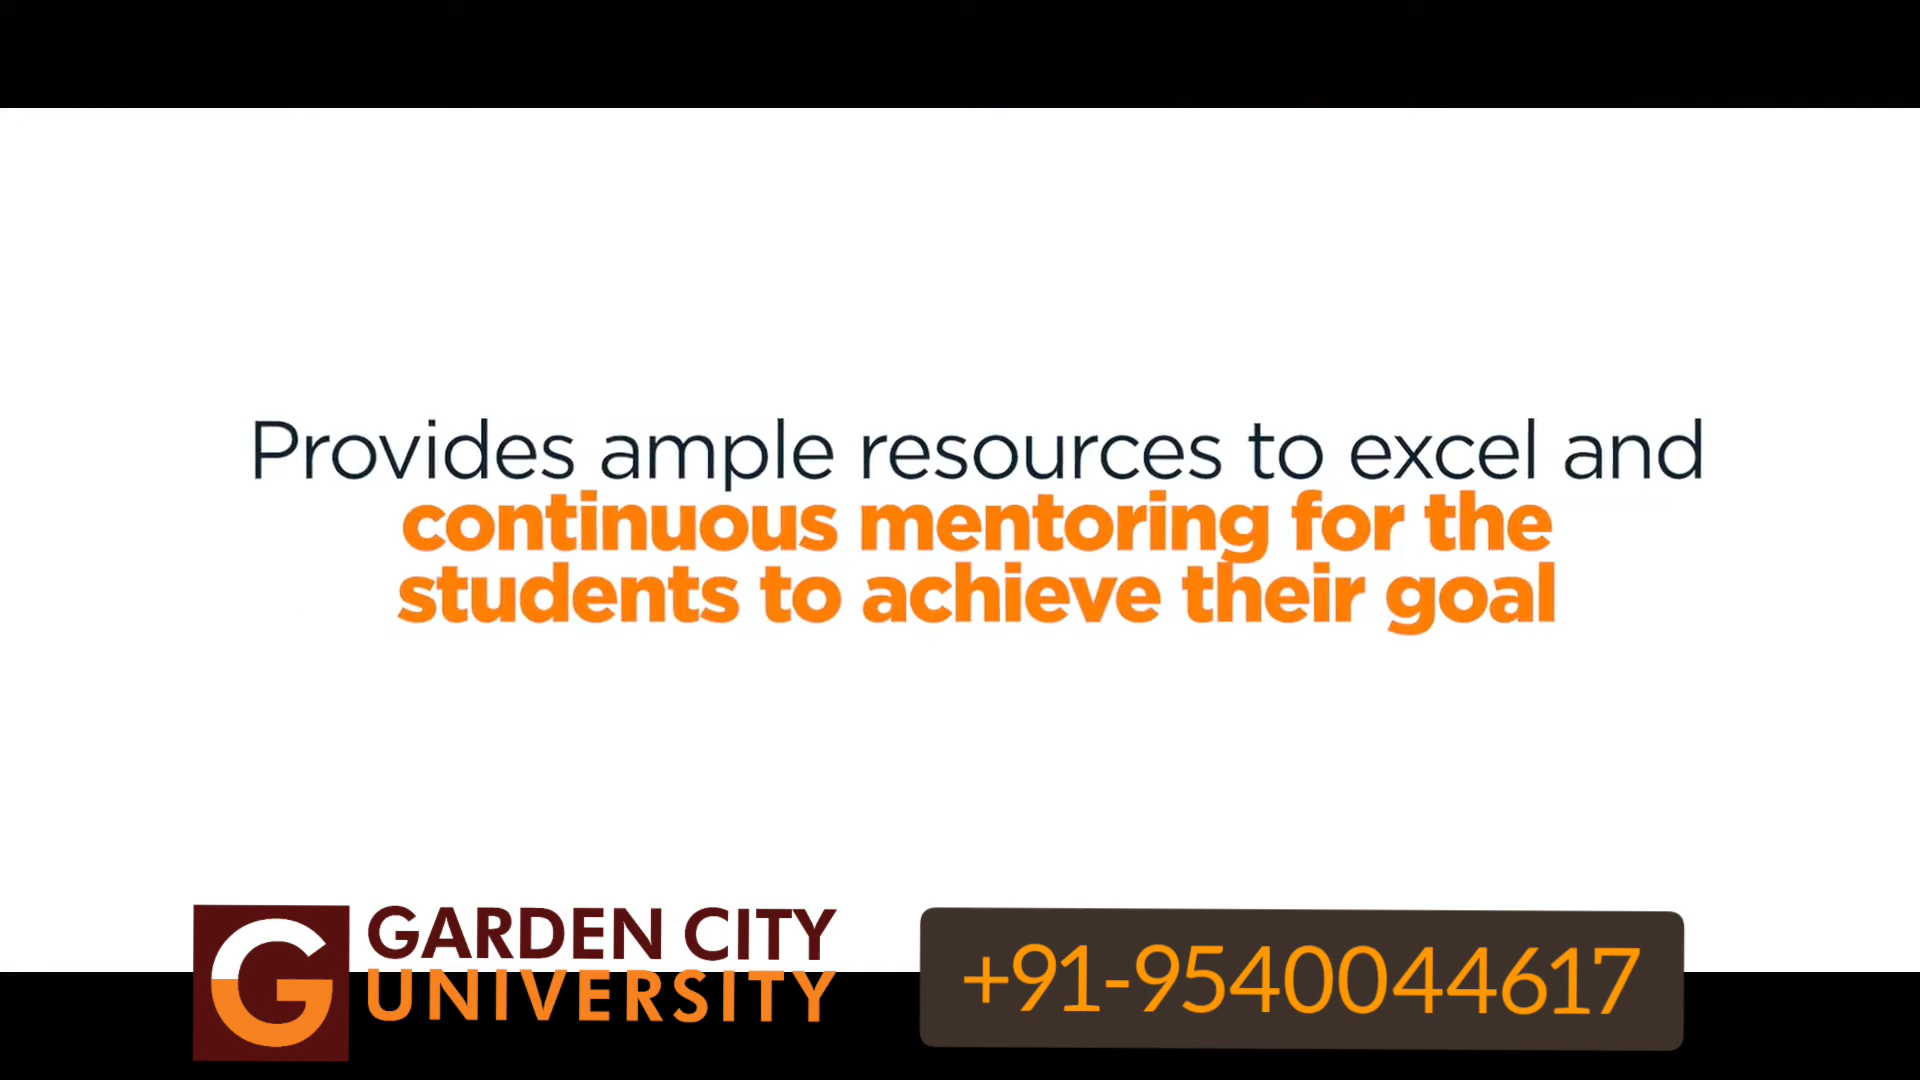 Provides ample resources to excel and
continuous mentoring for the
students to achieve their goal
GARDEN CITY
UNIVERSITY
+91-9540044617